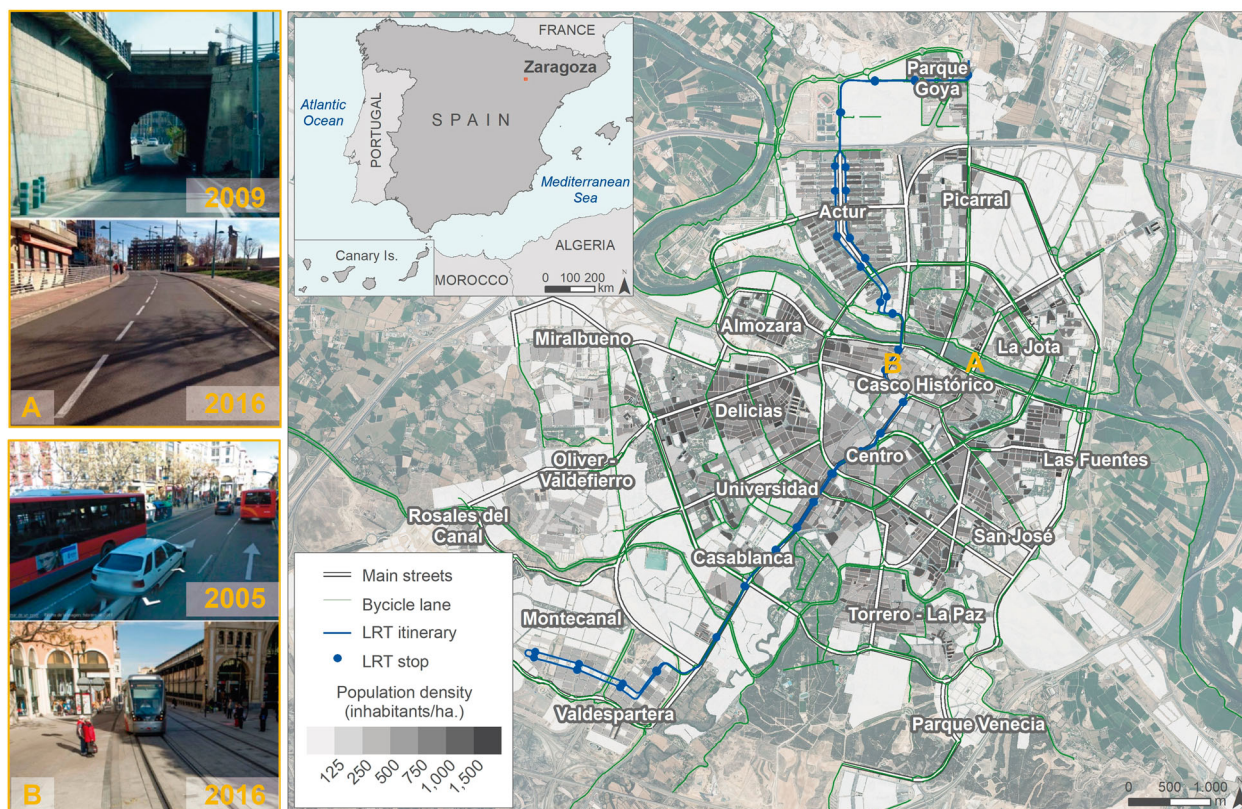 2009
A
2016
2005
B
2016
FRANCE
Zaragoza
Atlantic
Ocean
PORTUGAL
SPAIN
Mediterranean
Sea
ALGERIA
Canary Is.
MOROCCO
0 100 200
km
N
Parque
Goya
Picarral
Actur
Almozara
Miralbueno
La Jota
B
A
Casco Histórico
Delicias
Centro
Las Fuentes
Oliver -
Valdefierro
Universidad
Rosales del
Canal
San José
Casablanca
Montecanal
Torrero - La Paz
Valdespartera
Parque Venecia
Main streets
Bycicle lane
LRT itinerary
LRT stop
Population density
(inhabitants/ha.)
125
250
500
750
1,000
1,500
0 500 1.000
m